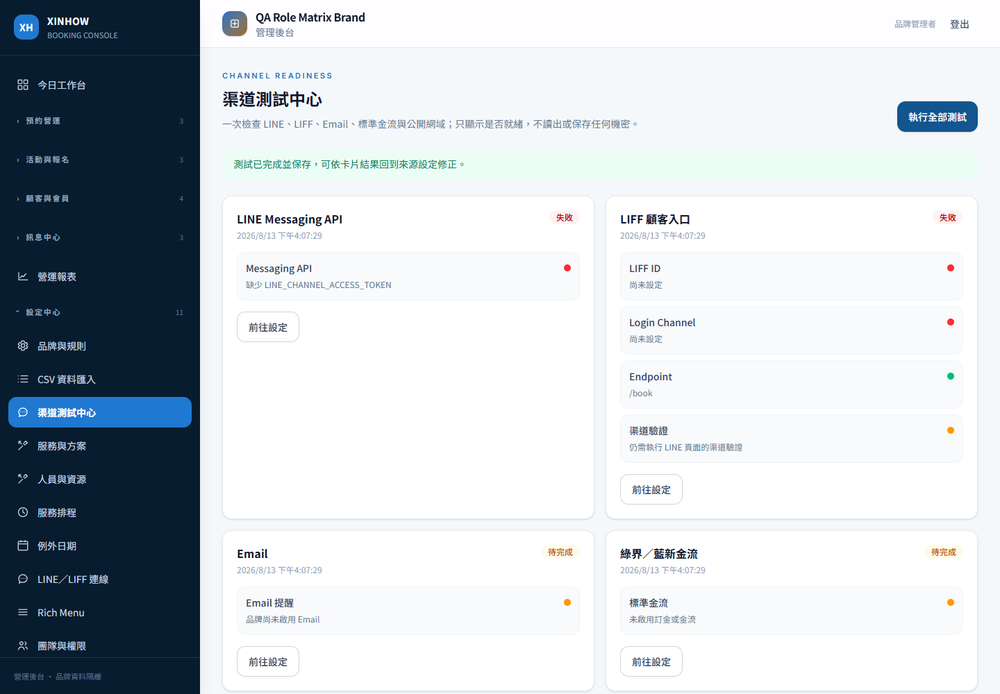 XH
XINHOW
BOOKING CONSOLE
今日工作台
› 預約營運 3
› 活動與報名 3
› 顧客與會員 4
› 訊息中心 3
營運報表
› 設定中心 11
品牌與規則
CSV 資料匯入
渠道測試中心
服務與方案
人員與資源
服務排程
例外日期
LINE／LIFF 連線
Rich Menu
團隊與權限
營運後台 · 品牌資料隔離
QA Role Matrix Brand
管理後台
品牌管理者
登出
CHANNEL READINESS
渠道測試中心
一次檢查 LINE、LIFF、Email、標準金流與公開網域；只顯示是否就緒，不讀出或保存任何機密。
執行全部測試
測試已完成並保存，可依卡片結果回到來源設定修正。
LINE Messaging API
失敗
2026/8/13 下午4:07:29
Messaging API
缺少 LINE_CHANNEL_ACCESS_TOKEN
前往設定
LIFF 顧客入口
失敗
2026/8/13 下午4:07:29
LIFF ID
尚未設定
Login Channel
尚未設定
Endpoint
/book
渠道驗證
仍需執行 LINE 頁面的渠道驗證
前往設定
Email
待完成
2026/8/13 下午4:07:29
Email 提醒
品牌尚未啟用 Email
前往設定
綠界／藍新金流
待完成
2026/8/13 下午4:07:29
標準金流
未啟用訂金或金流
前往設定